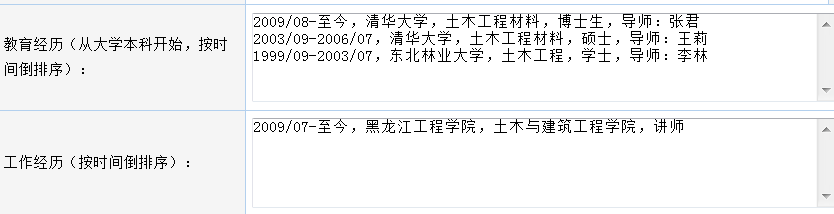 教育经历（从大学本科开始，按时
间倒排序）：
2009/08-至今，清华大学，土木工程材料，博士生，导师：张君
2003/09-2006/07，清华大学，土木工程材料，硕士，导师：王莉
1999/09-2003/07，东北林业大学，土木工程，学士，导师：李林
工作经历（按时间倒排序）：
2009/07-至今，黑龙江工程学院，土木与建筑工程学院，讲师